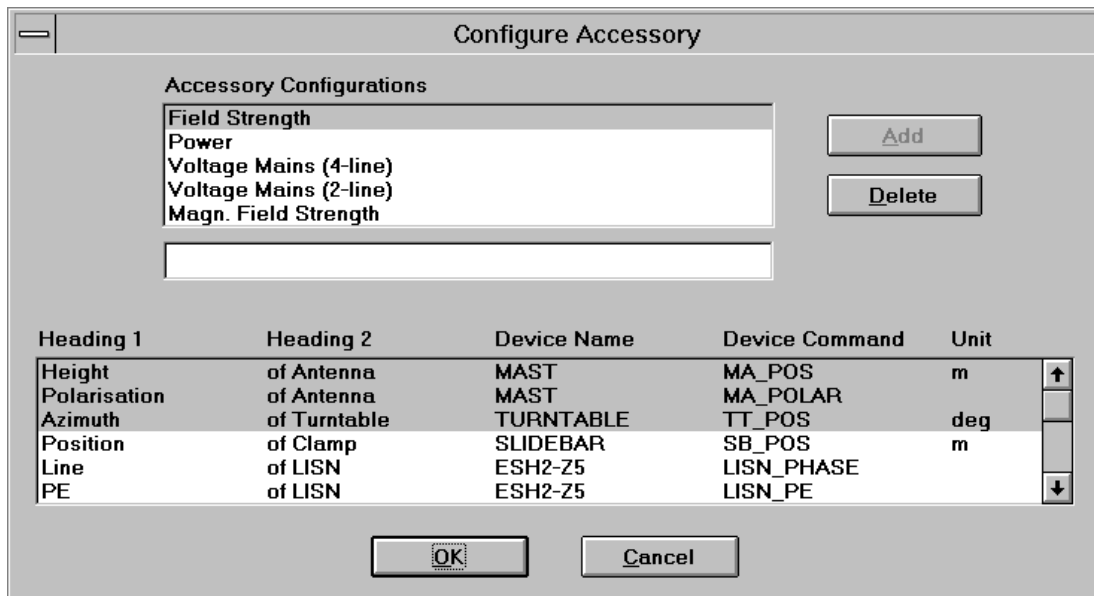 Configure Accessory
Accessory Configurations
Field Strength
Power
Voltage Mains (4-line)
Voltage Mains (2-line)
Magn. Field Strength
Add
Delete
Heading 1 Heading 2 Device Name Device Command Unit
Height of Antenna MAST MA_POS m
Polarisation of Antenna MAST MA_POLAR
Azimuth of Turntable TURNTABLE TT_POS deg
Position of Clamp SLIDEBAR SB_POS m
Line of LISN ESH2-Z5 LISN_PHASE
PE of LISN ESH2-Z5 LISN_PE
OK Cancel